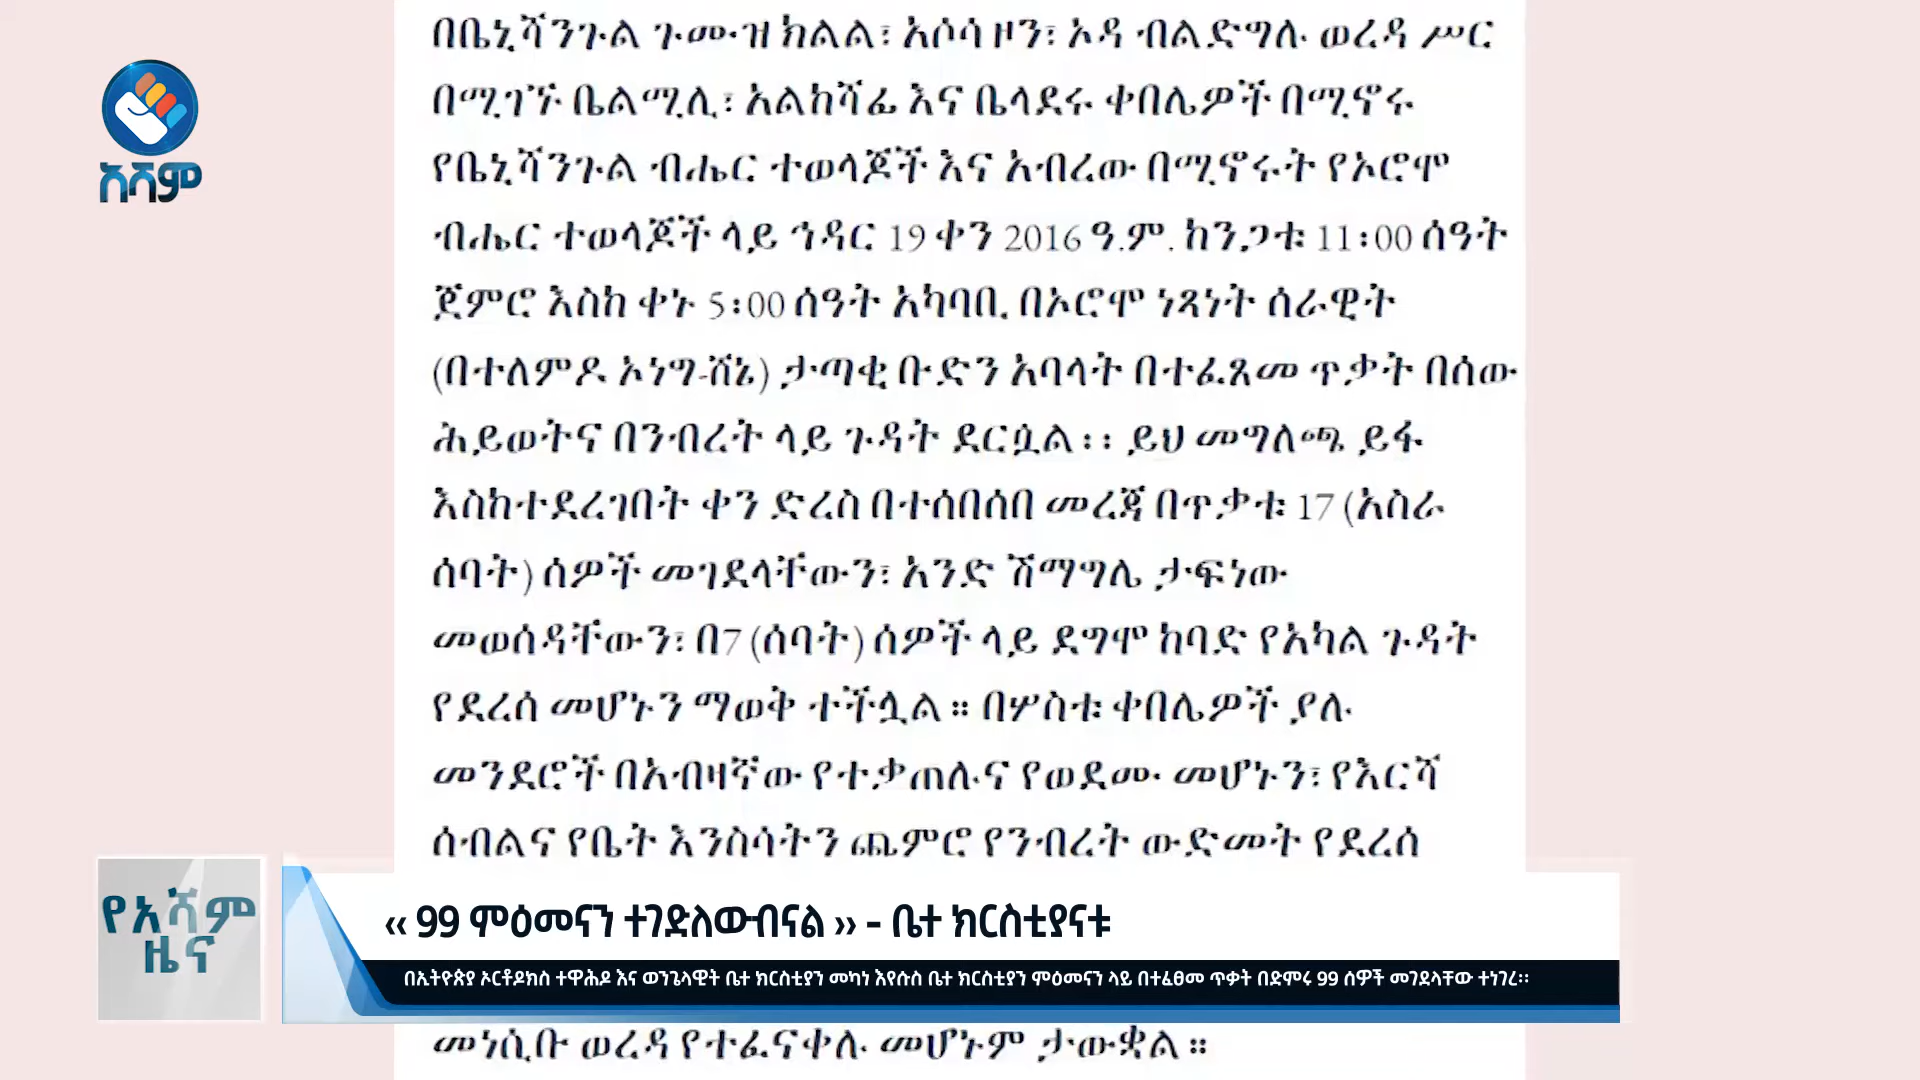 በቤኒሻንጉል ጉሙዝ ክልል፣ አሶሳ ዞን፣ ኦዳ ብልድግሉ ወረዳ ሥር
በሚገኙ ቤልሚሊ፣ አልከሻፊ እና ቤላደሩ ቀበሌዎች በሚኖሩ
የቤኒሻንጉል ብሔር ተወላጆች እና አብረው በሚኖሩት የኦሮሞ
ብሔር ተወላጆች ላይ ኅዳር 19 ቀን 2016 ዓ.ም. ከንጋቱ 11፡00 ሰዓት
ጀምሮ እስከ ቀኑ 5፡00 ሰዓት አካባቢ በኦሮሞ ነጻነት ሰራዊት
(በተለምዶ ኦነግ-ሸኔ) ታጣቂ ቡድን አባላት በተፈጸመ ጥቃት በሰው
ሕይወትና በንብረት ላይ ጉዳት ደርሷል፡፡ ይህ መግለጫ ይፋ
እስከተደረገበት ቀን ድረስ በተሰበሰበ መረጃ በጥቃቱ 17 (አስራ
ሰባት) ሰዎች መገደላቸውን፣ አንድ ሽማግሌ ታፍነው
መወሰዳቸውን፣ በ7 (ሰባት) ሰዎች ላይ ደግሞ ከባድ የአካል ጉዳት
የደረሰ መሆኑን ማወቅ ተችሏል። በሦስቱ ቀበሌዎች ያሉ
መንደሮች በአብዛኛው የተቃጠሉና የወደሙ መሆኑን፣ የእርሻ
ሰብልና የቤት እንስሳትን ጨምሮ የንብረት ውድመት የደረሰ
‹‹ 99 ምዕመናን ተገድለውብናል ›› - ቤተ ክርስቲያናቱ
በኢትዮጵያ ኦርቶዶክስ ተዋሕዶ እና ወንጌላዊት ቤተ ክርስቲያን መካነ እየሱስ ቤተ ክርስቲያን ምዕመናን ላይ በተፈፀመ ጥቃት በድምሩ 99 ሰዎች መገደላቸው ተነገረ፡፡
መነሲቡ ወረዳ የተፈናቀሉ መሆኑም ታውቋል።
አሻም
የአሻም
ዜና